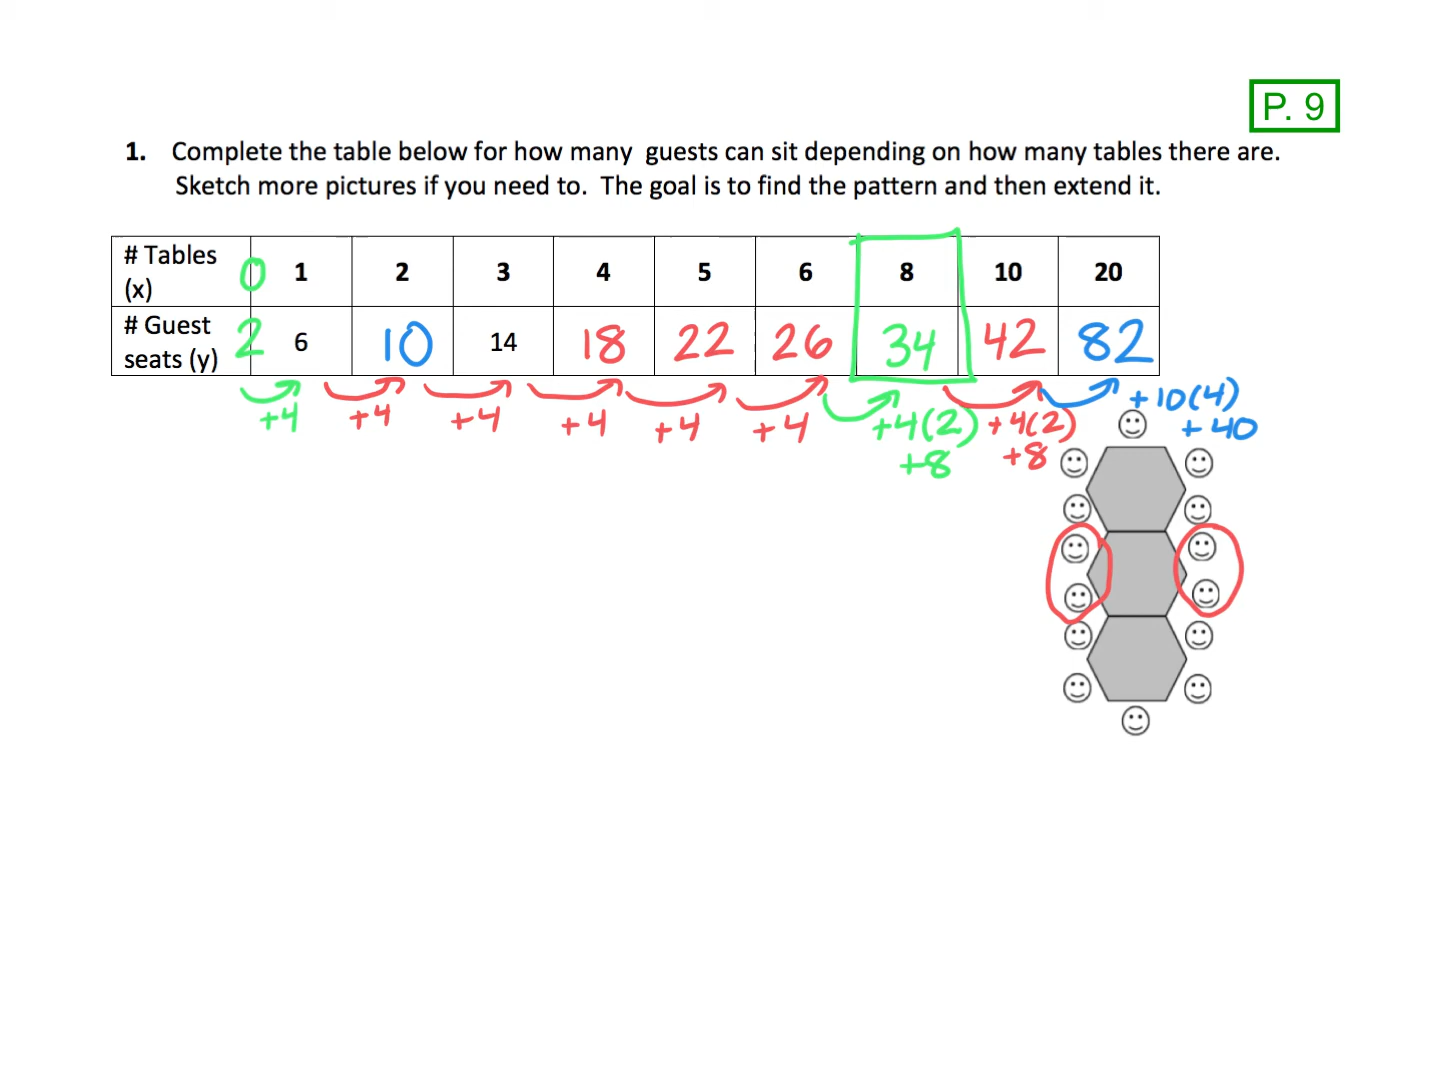 P. 9
1. Complete the table below for how many guests can sit depending on how many tables there are.
Sketch more pictures if you need to. The goal is to find the pattern and then extend it.
# Tables (x) 0 1 2 3 4 5 6 8 10 20
# Guest seats (y) 2 6 10 14 18 22 26 34 42 82
+4 +4 +4 +4 +4 +4 +4(2) +4(2) +10(4)
+8 +8 +40